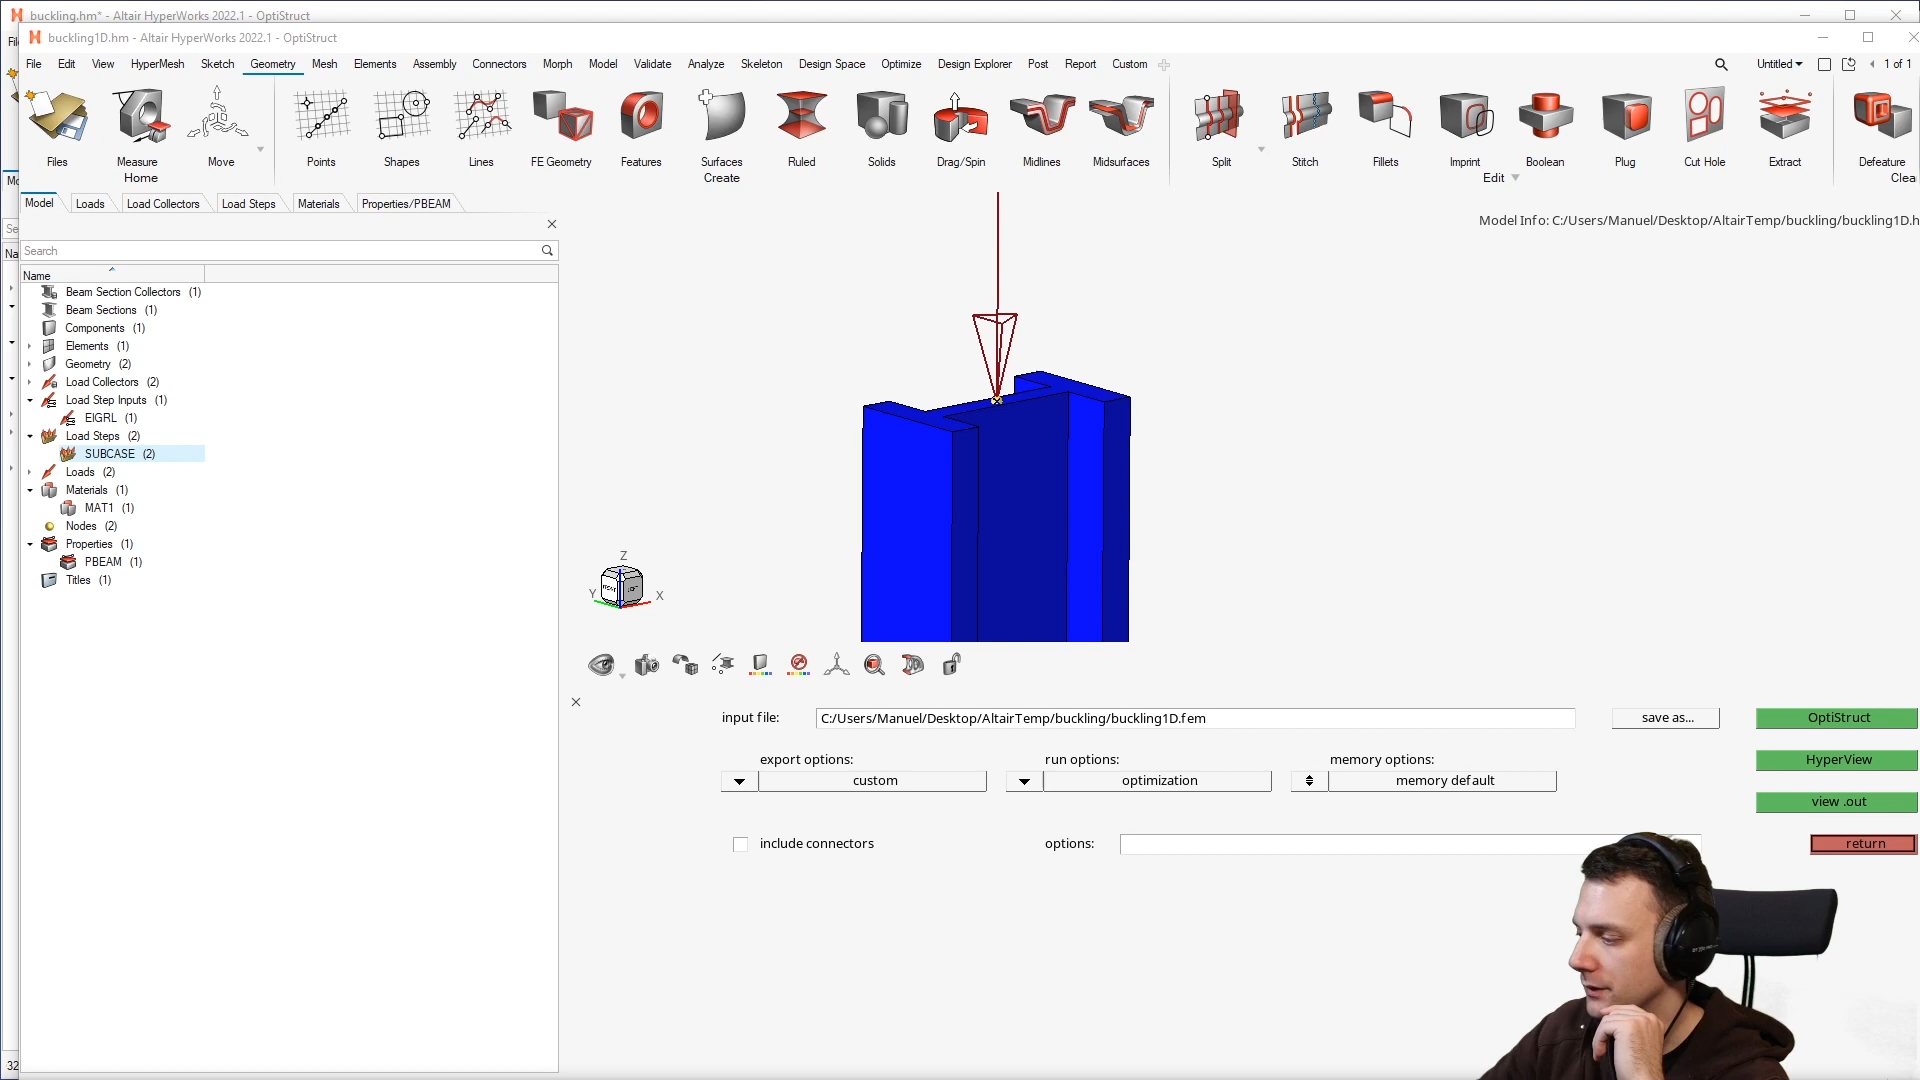 buckling.hm* - Altair HyperWorks 2022.1 - OptiStruct
buckling1D.hm - Altair HyperWorks 2022.1 - OptiStruct
File Edit View HyperMesh Sketch Geometry Mesh Elements Assembly Connectors Morph Model Validate Analyze Skeleton Design Space Optimize Design Explorer Post Report Custom
Untitled 1 of 1
Files Measure Move Points Shapes Lines FE Geometry Features Surfaces Ruled Solids Drag/Spin Midlines Midsurfaces Split Stitch Fillets Imprint Boolean Plug Cut Hole Extract Defeature
Home Create Edit Clea
Model Loads Load Collectors Load Steps Materials Properties/PBEAM
Model Info: C:/Users/Manuel/Desktop/AltairTemp/buckling/buckling1D.h
Search
Name
Beam Section Collectors (1)
Beam Sections (1)
Components (1)
Elements (1)
Geometry (2)
Load Collectors (2)
Load Step Inputs (1)
EIGRL (1)
Load Steps (2)
SUBCASE (2)
Loads (2)
Materials (1)
MAT1 (1)
Nodes (2)
Properties (1)
PBEAM (1)
Titles (1)
Z
Y X
input file: C:/Users/Manuel/Desktop/AltairTemp/buckling/buckling1D.fem save as... OptiStruct
export options: run options: memory options:
HyperView
custom optimization memory default
view .out
include connectors options: return
32